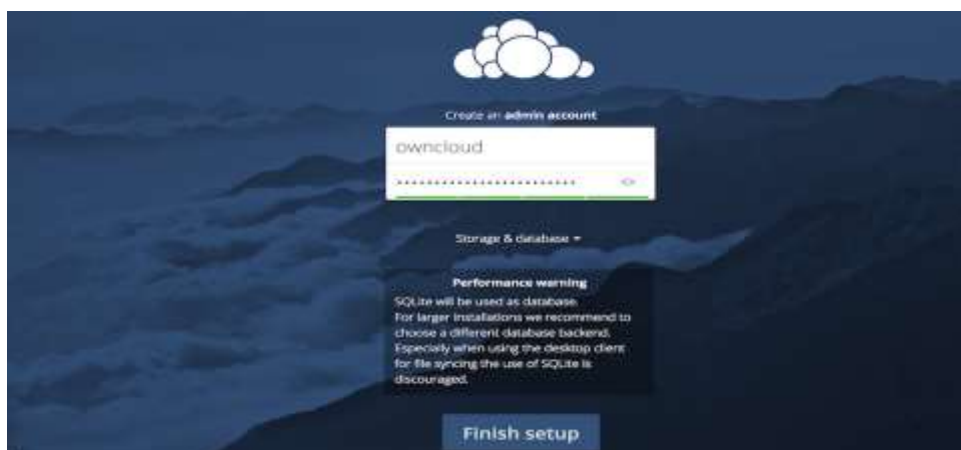 Create an admin account
owncloud
Storage & database
Performance warning
SQLite will be used as database.
For larger installations we recommend to
choose a different database backend.
Especially when using the desktop client
for file syncing the use of SQLite is
discouraged.
Finish setup